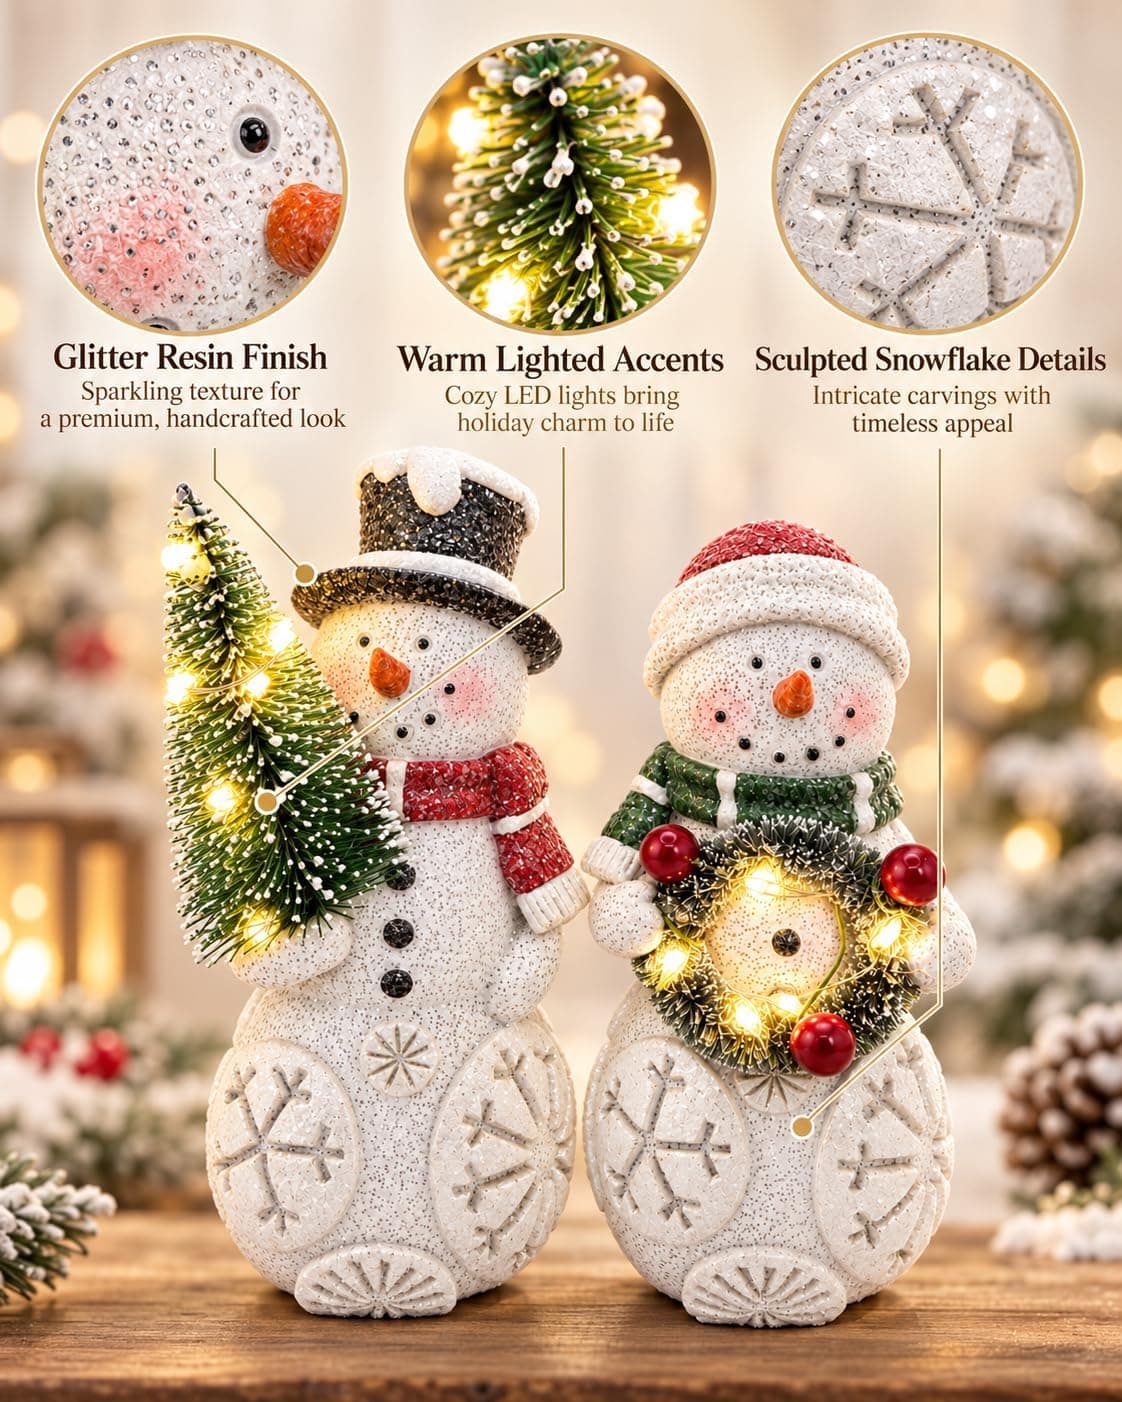 Glitter Resin Finish
Sparkling texture for
a premium, handcrafted look
Warm Lighted Accents
Cozy LED lights bring
holiday charm to life
Sculpted Snowflake Details
Intricate carvings with
timeless appeal